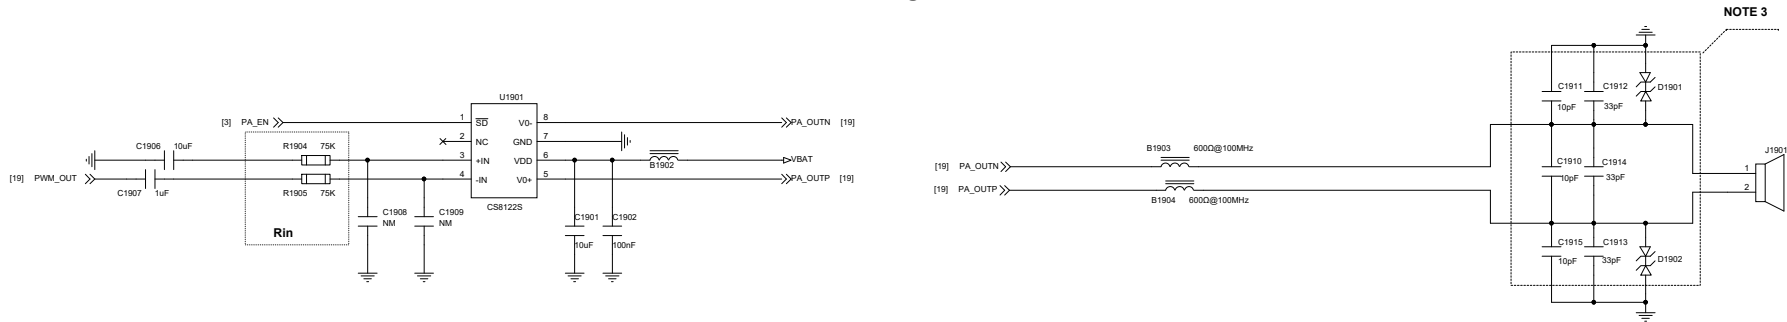 NOTE 3
U1901
[3] PA_EN
1 SD V0- 8
PA_OUTN [19]
2 NC GND 7
C1906 10uF
R1904 75K
3 +IN VDD 6
B1902
VBAT
[19] PWM_OUT
C1907 1uF
R1905 75K
4 -IN V0+ 5
PA_OUTP [19]
CS8122S
Rin
C1908
NM
C1909
NM
C1901
10uF
C1902
100nF
B1903 600Ω@100MHz
[19] PA_OUTN
[19] PA_OUTP
B1904 600Ω@100MHz
C1911
10pF
C1912
33pF
D1901
C1910
10pF
C1914
33pF
J1901
1
2
C1915
10pF
C1913
33pF
D1902